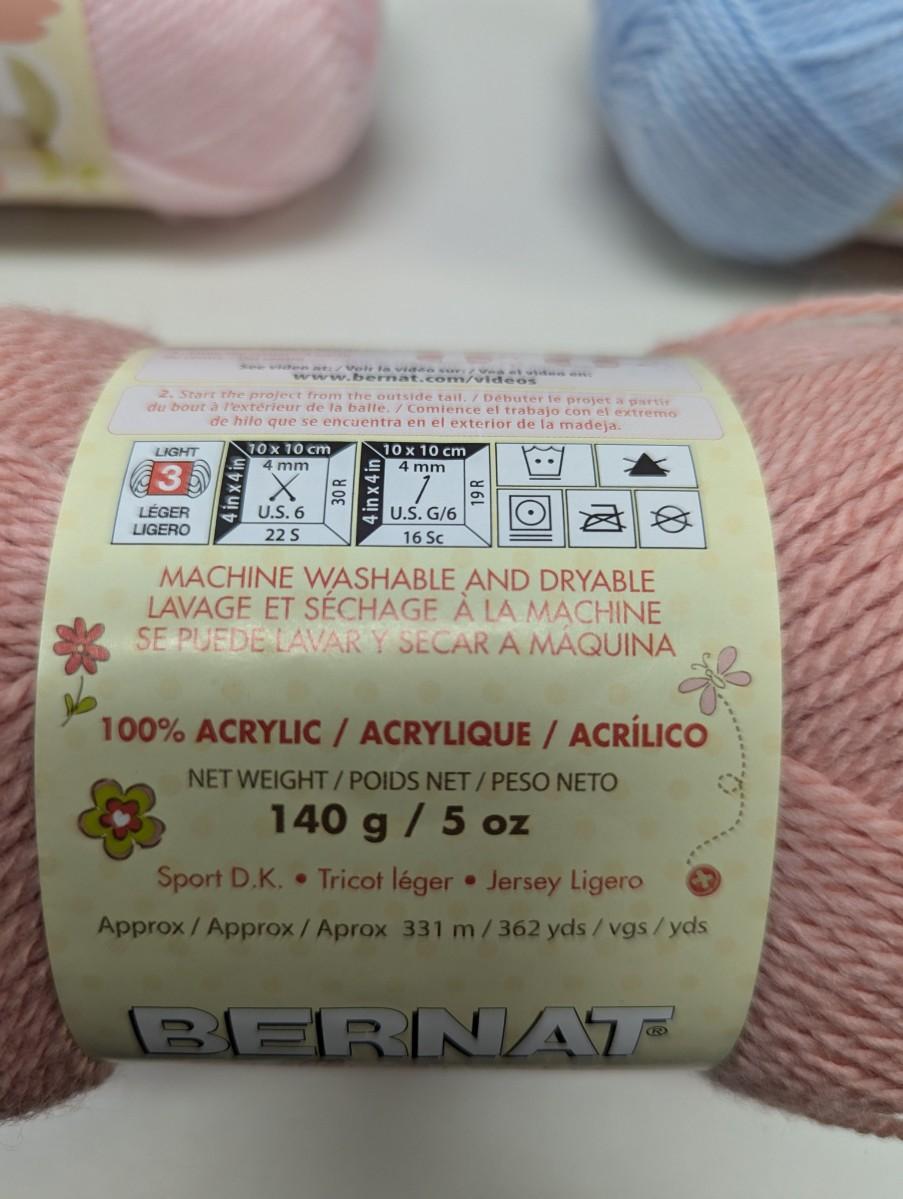 See video at: / Voir la vidéo sur: / Vea el video en:
www.bernat.com/videos
2. Start the project from the outside tail. / Débuter le projet à partir
du bout à l'extérieur de la balle. / Comience el trabajo con el extremo
de hilo que se encuentra en el exterior de la madeja.
LIGHT
3
LÉGER
LIGERO
10 x 10 cm
4 in x 4 in
4 mm
U.S. 6
30 R
22 S
10 x 10 cm
4 in x 4 in
4 mm
U.S. G/6
19 R
16 Sc
MACHINE WASHABLE AND DRYABLE
LAVAGE ET SÉCHAGE À LA MACHINE
SE PUEDE LAVAR Y SECAR A MÁQUINA
100% ACRYLIC / ACRYLIQUE / ACRÍLICO
NET WEIGHT / POIDS NET / PESO NETO
140 g / 5 oz
Sport D.K. • Tricot léger • Jersey Ligero
Approx / Approx / Aprox 331 m / 362 yds / vgs / yds
BERNAT®